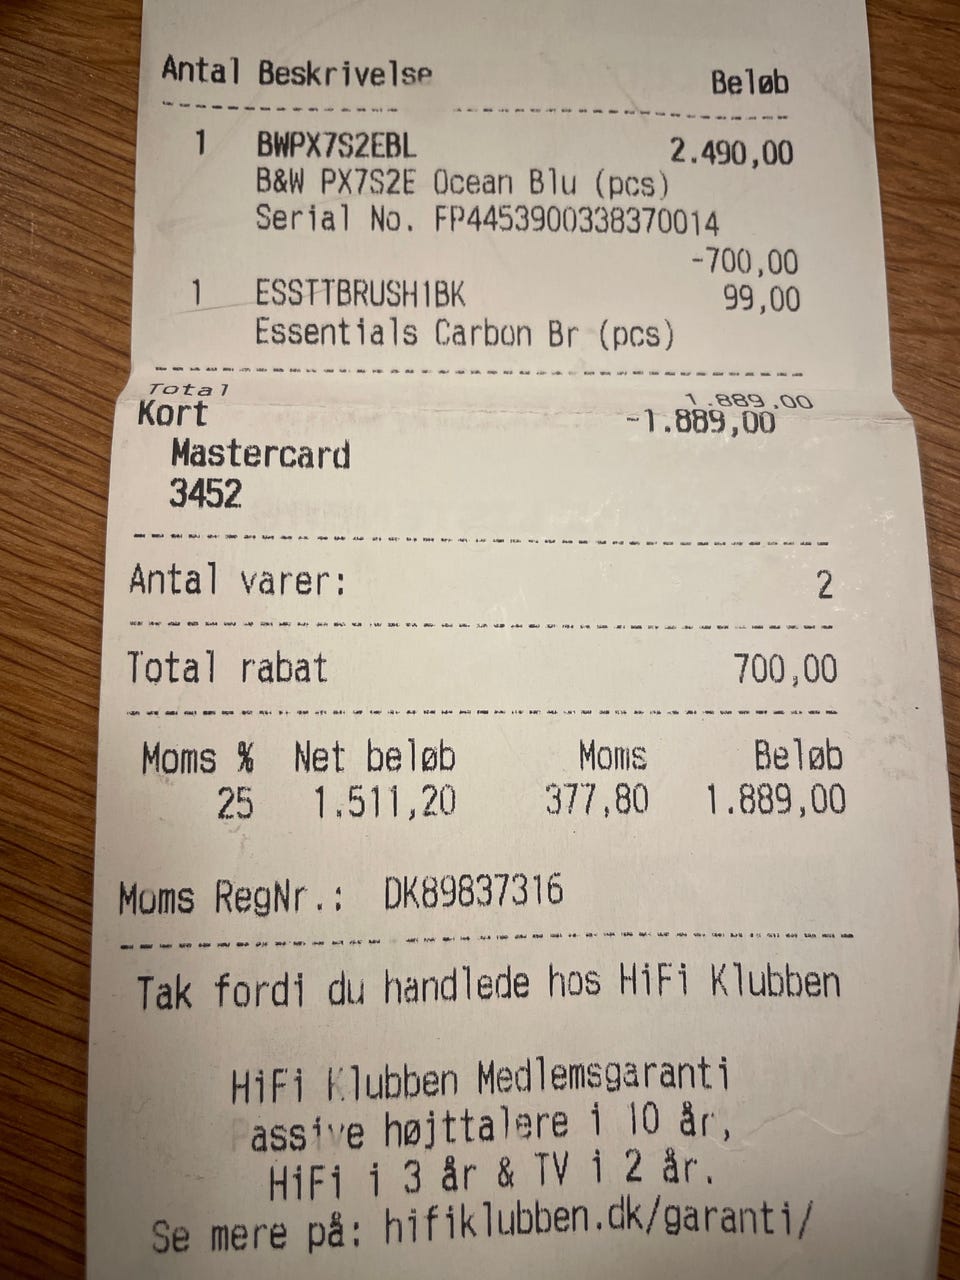 Antal Beskrivelse Beløb
1 BWPX7S2EBL 2.490,00
B&W PX7S2E Ocean Blu (pcs)
Serial No. FP4453900338370014
-700,00
1 ESSTTBRUSH1BK 99,00
Essentials Carbon Br (pcs)
Total 1.889,00
Kort -1.889,00
Mastercard
3452
Antal varer: 2
Total rabat 700,00
Moms % Net beløb Moms Beløb
25 1.511,20 377,80 1.889,00
Moms RegNr.: DK89837316
Tak fordi du handlede hos HiFi Klubben
HiFi Klubben Medlemsgaranti
Passive højttalere i 10 år,
HiFi i 3 år & TV i 2 år.
Se mere på: hifiklubben.dk/garanti/